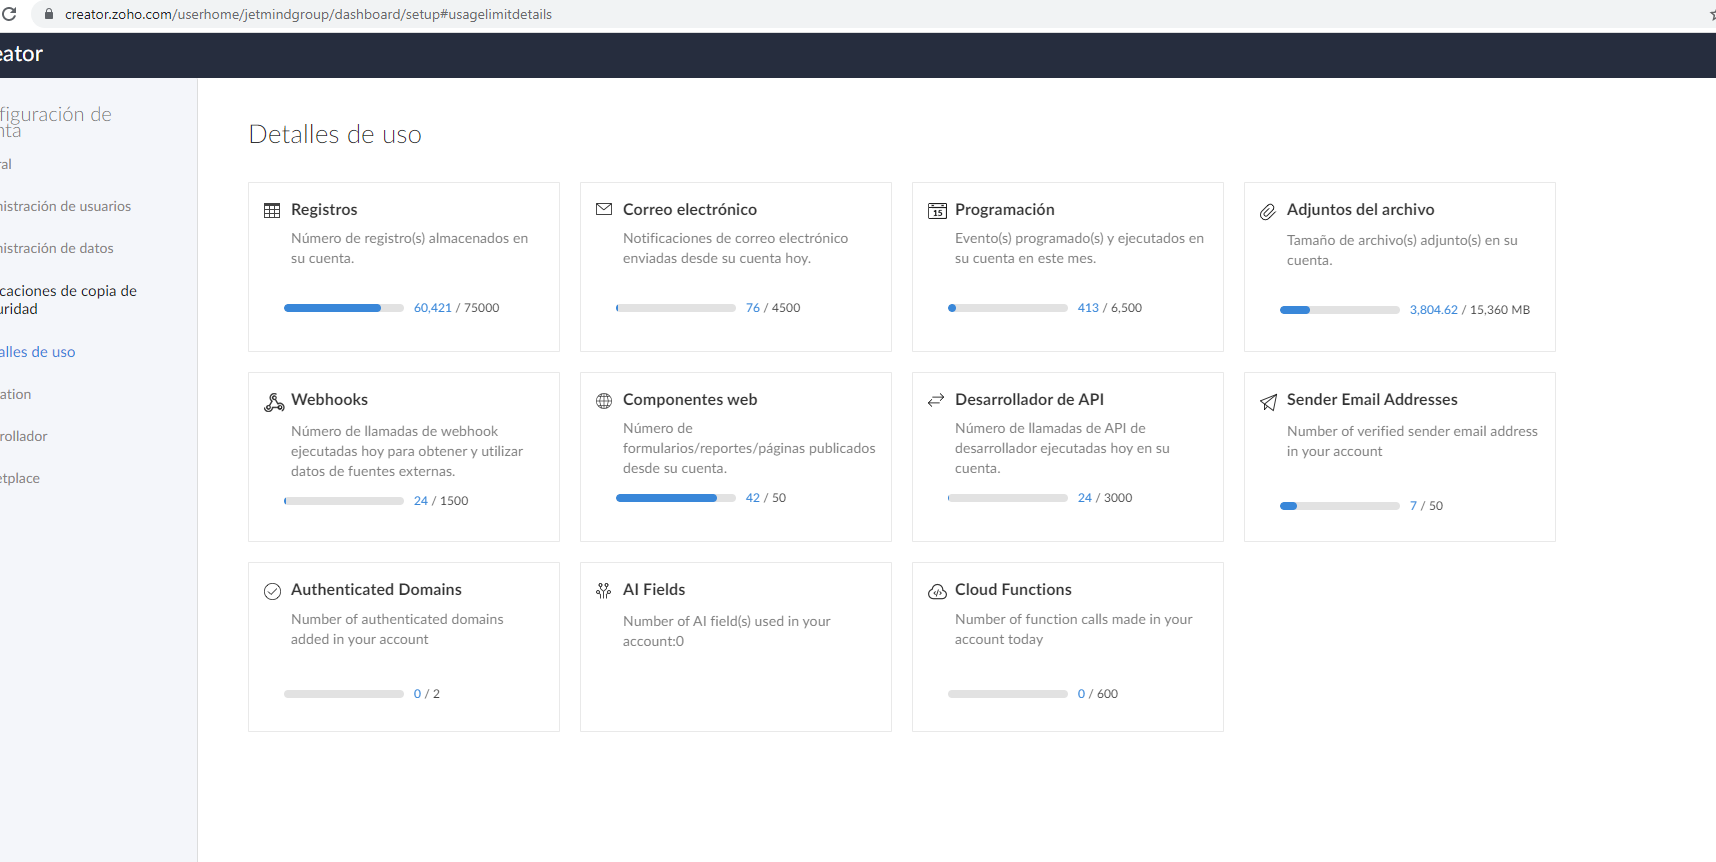 creator.zoho.com/userhome/jetmindgroup/dashboard/setup#usagelimitdetails
eator
figuración de
nta
ral
nistración de usuarios
nistración de datos
caciones de copia de
uridad
alles de uso
ation
rollador
etplace
Detalles de uso
Registros
Número de registro(s) almacenados en
su cuenta.
60,421 / 75000
Correo electrónico
Notificaciones de correo electrónico
enviadas desde su cuenta hoy.
76 / 4500
15
Programación
Evento(s) programado(s) y ejecutados en
su cuenta en este mes.
413 / 6,500
Adjuntos del archivo
Tamaño de archivo(s) adjunto(s) en su
cuenta.
3,804.62 / 15,360 MB
Webhooks
Número de llamadas de webhook
ejecutadas hoy para obtener y utilizar
datos de fuentes externas.
24 / 1500
Componentes web
Número de
formularios/reportes/páginas publicados
desde su cuenta.
42 / 50
Desarrollador de API
Número de llamadas de API de
desarrollador ejecutadas hoy en su
cuenta.
24 / 3000
Sender Email Addresses
Number of verified sender email address
in your account
7 / 50
Authenticated Domains
Number of authenticated domains
added in your account
0 / 2
AI Fields
Number of AI field(s) used in your
account:0
Cloud Functions
Number of function calls made in your
account today
0 / 600